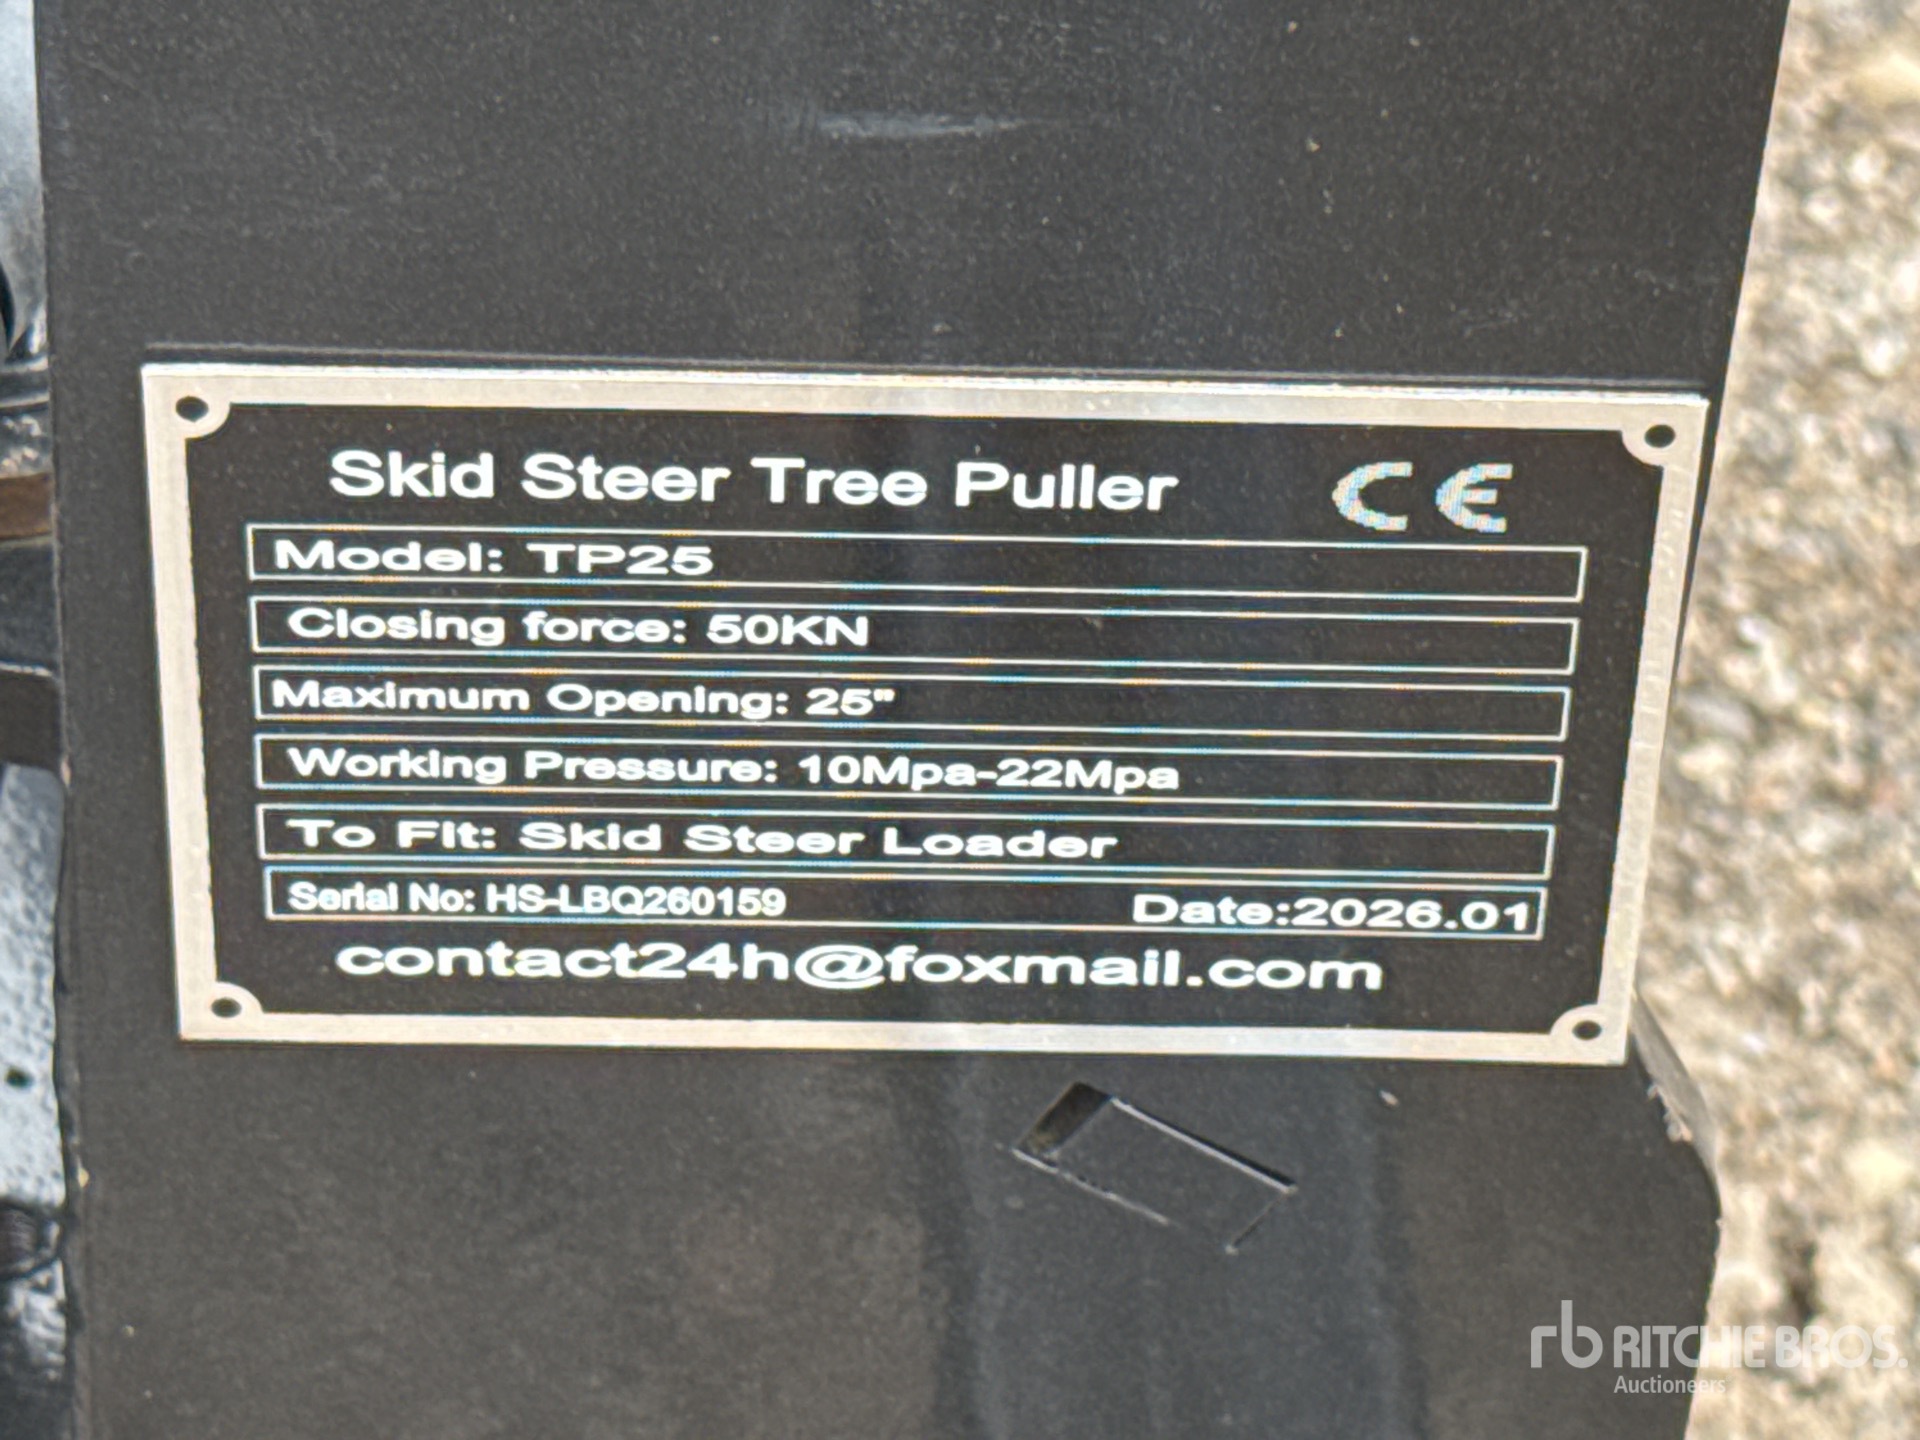 Skid Steer Tree Puller CE
Model: TP25
Closing force: 50KN
Maximum Opening: 25"
Working Pressure: 10Mpa-22Mpa
To Fit: Skid Steer Loader
Serial No: HS-LBQ260159 Date:2026.01
contact24h@foxmail.com
rb RITCHIE BROS.
Auctioneers